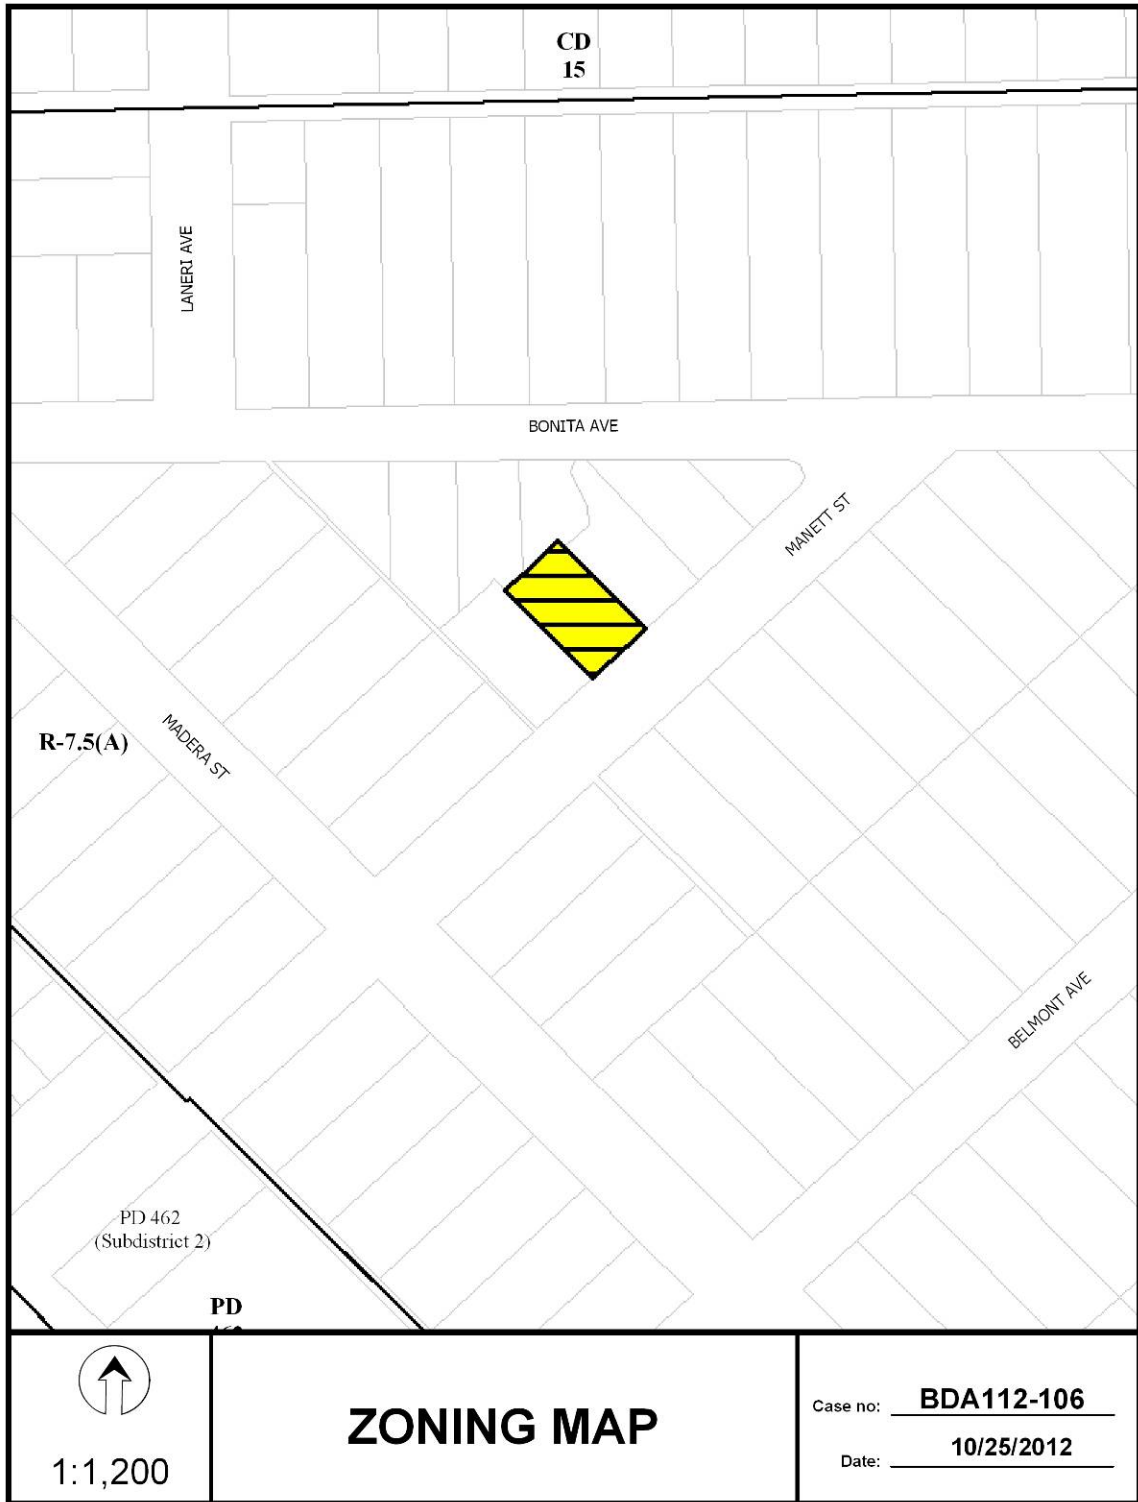 CD
15
LANERI AVE
BONITA AVE
MANETT ST
R-7.5(A)
MADERA ST
BELMONT AVE
PD 462
(Subdistrict 2)
PD
1:1,200
ZONING MAP
Case no: BDA112-106
Date: 10/25/2012